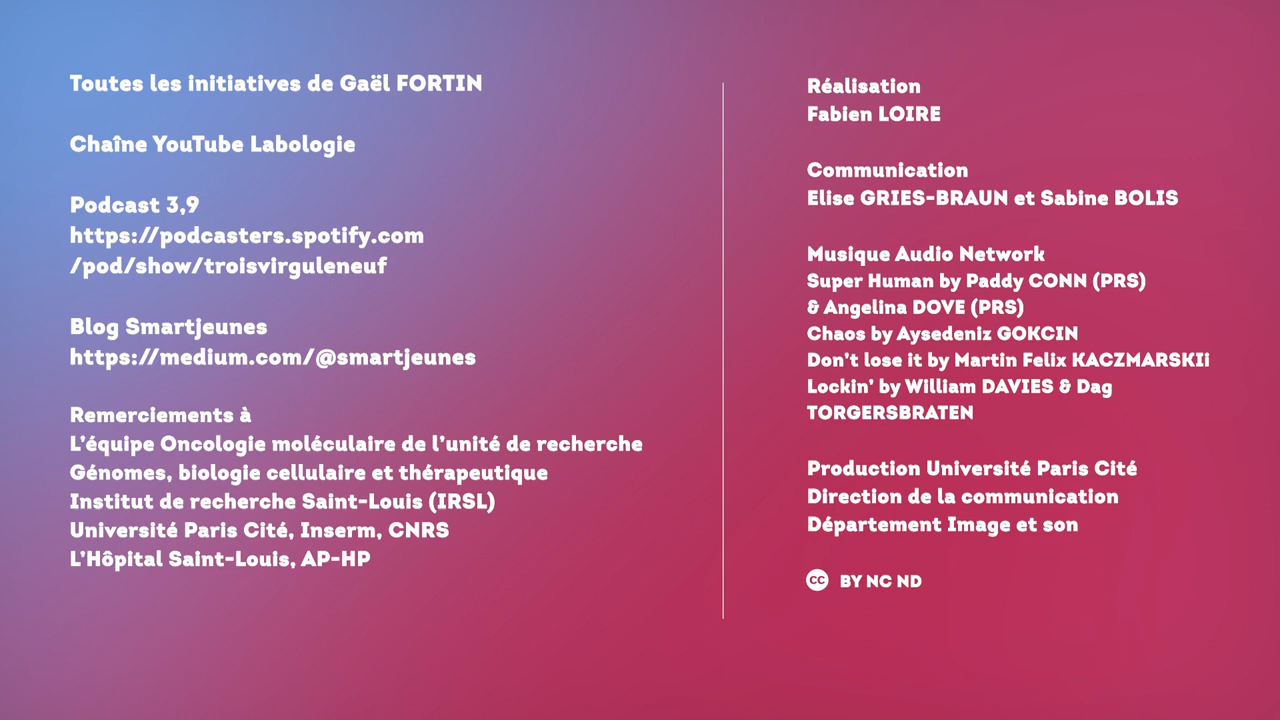 Toutes les initiatives de Gaël FORTIN
Chaîne YouTube Labologie
Podcast 3,9
https://podcasters.spotify.com
/pod/show/troisvirguleneuf
Blog Smartjeunes
https://medium.com/@smartjeunes
Remerciements à
L'équipe Oncologie moléculaire de l'unité de recherche
Génomes, biologie cellulaire et thérapeutique
Institut de recherche Saint-Louis (IRSL)
Université Paris Cité, Inserm, CNRS
L'Hôpital Saint-Louis, AP-HP
Réalisation
Fabien LOIRE
Communication
Elise GRIES-BRAUN et Sabine BOLIS
Musique Audio Network
Super Human by Paddy CONN (PRS)
& Angelina DOVE (PRS)
Chaos by Aysedeniz GOKCIN
Don't lose it by Martin Felix KACZMARSKIi
Lockin' by William DAVIES & Dag
TORGERSBRATEN
Production Université Paris Cité
Direction de la communication
Département Image et son
CC BY NC ND